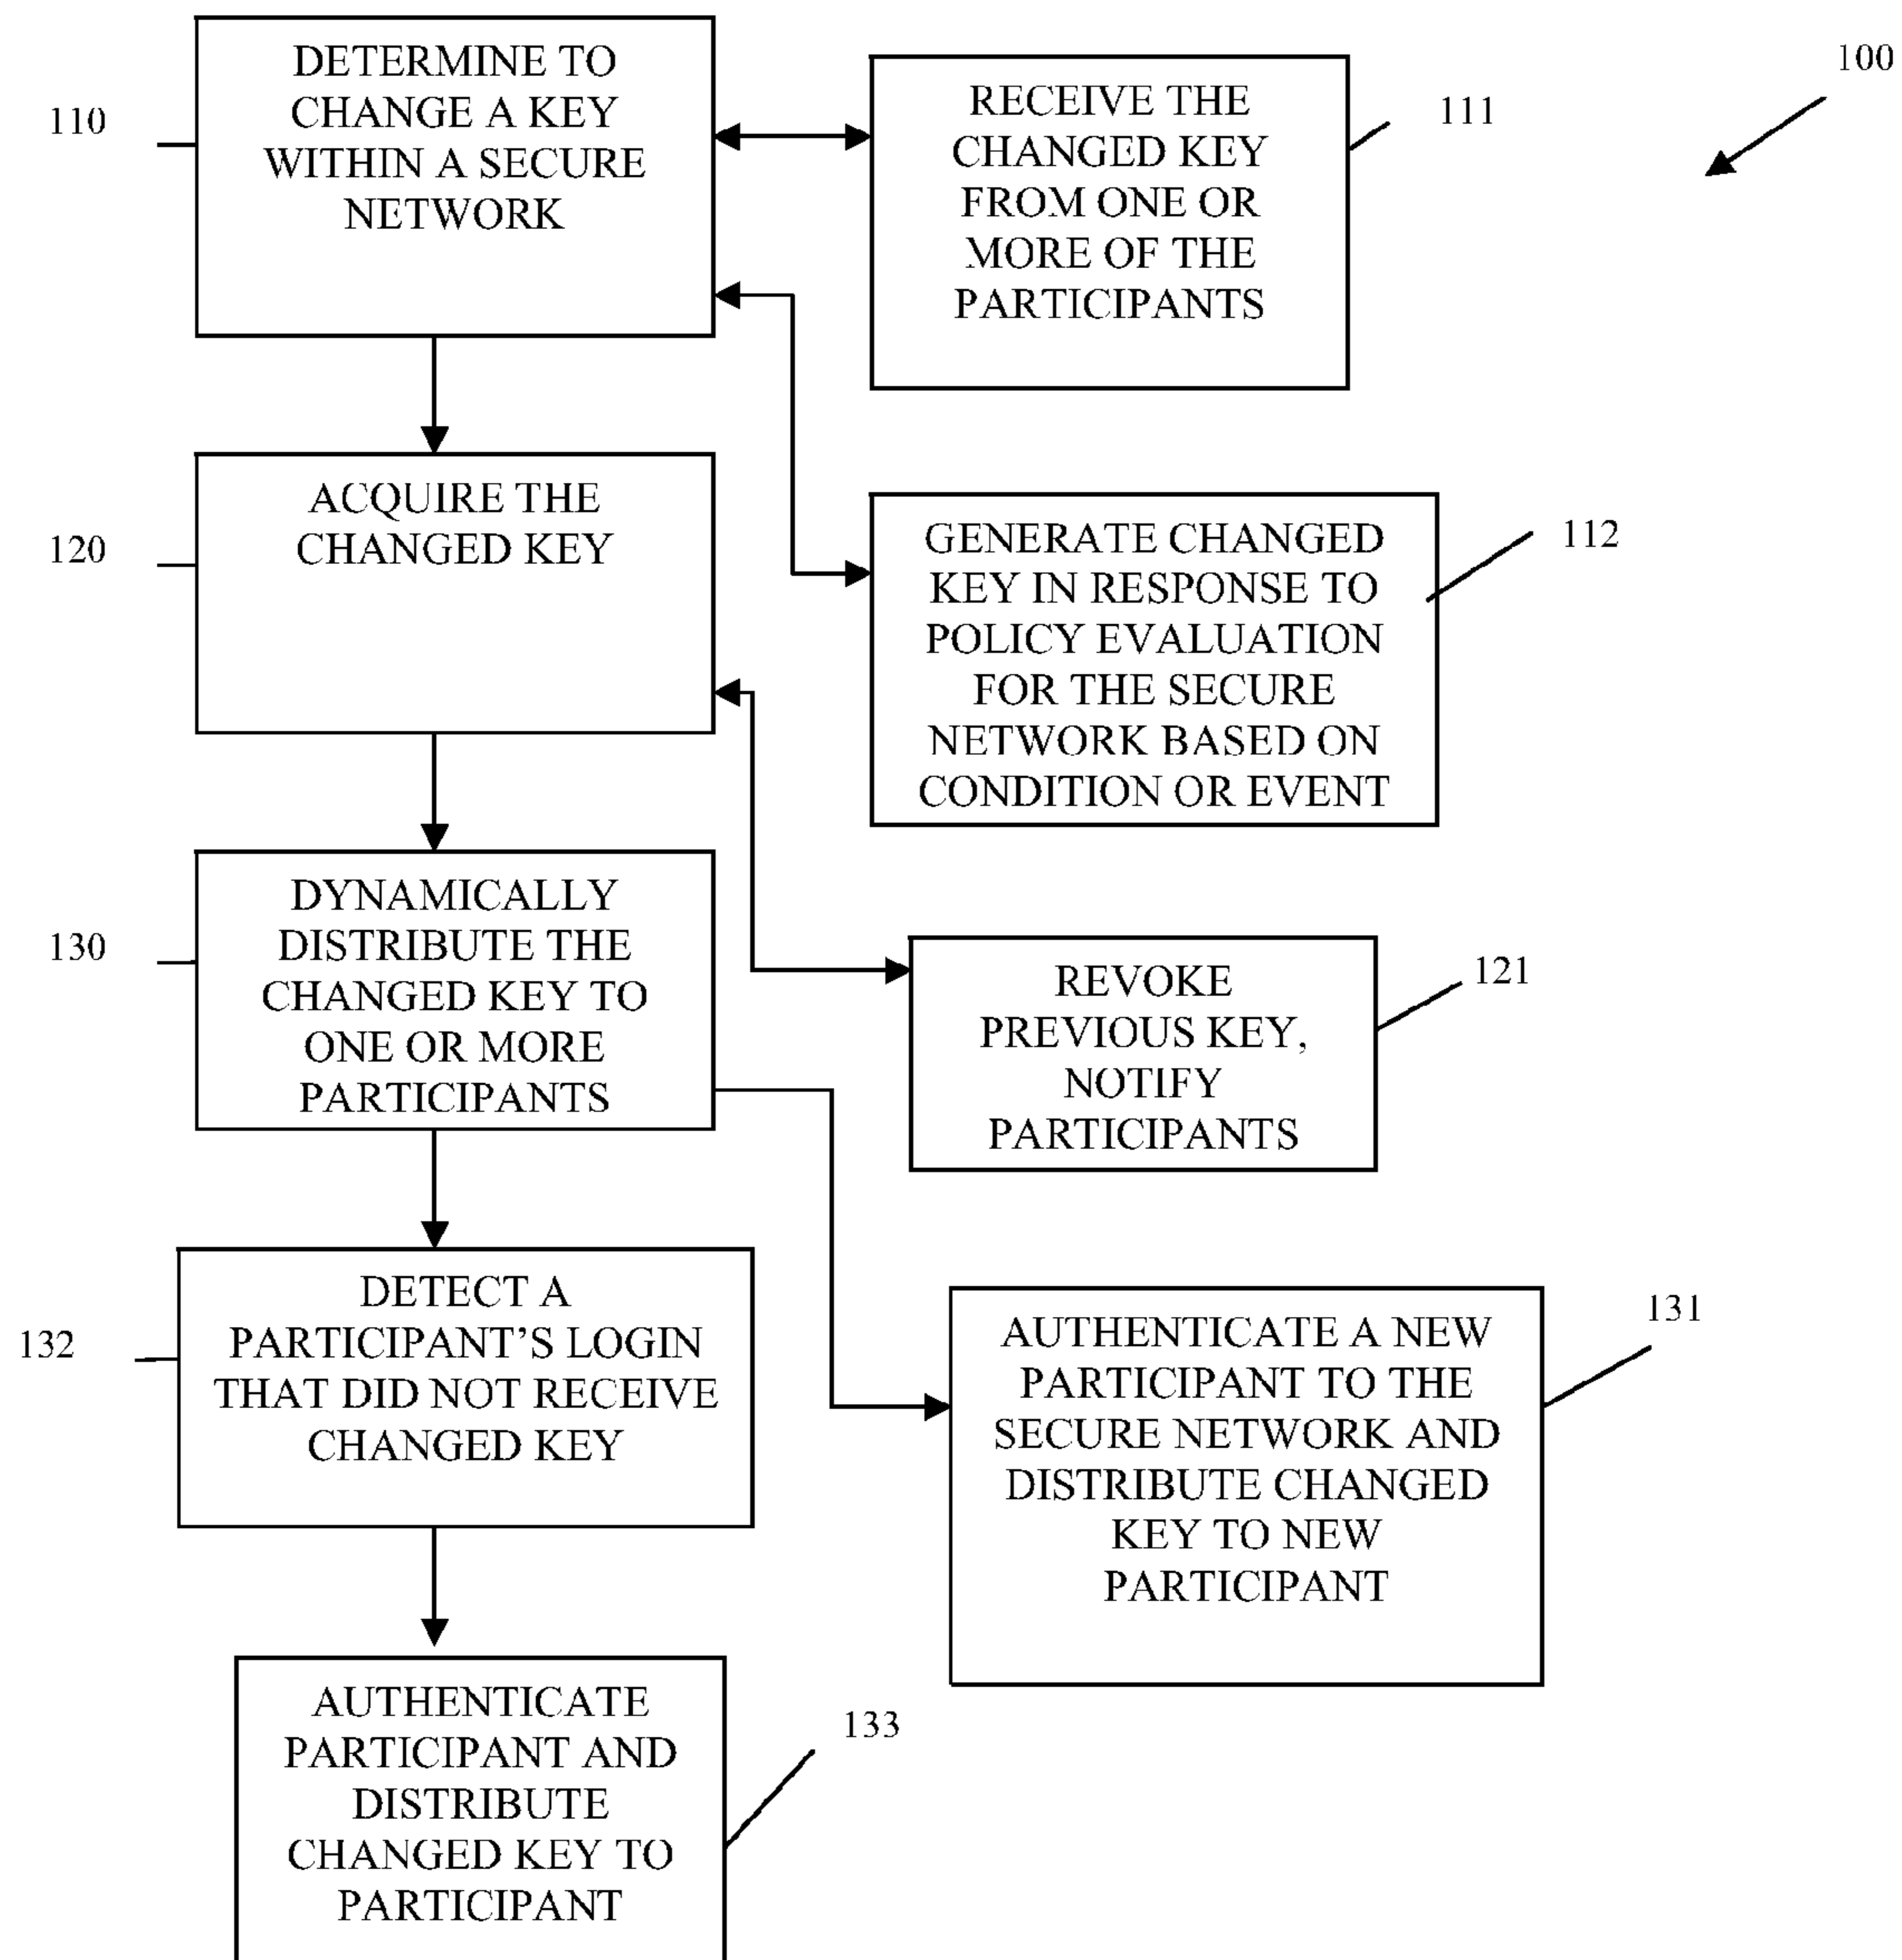 100
110
DETERMINE TO
CHANGE A KEY
WITHIN A SECURE
NETWORK
111
RECEIVE THE
CHANGED KEY
FROM ONE OR
MORE OF THE
PARTICIPANTS
120
ACQUIRE THE
CHANGED KEY
112
GENERATE CHANGED
KEY IN RESPONSE TO
POLICY EVALUATION
FOR THE SECURE
NETWORK BASED ON
CONDITION OR EVENT
130
DYNAMICALLY
DISTRIBUTE THE
CHANGED KEY TO
ONE OR MORE
PARTICIPANTS
121
REVOKE
PREVIOUS KEY,
NOTIFY
PARTICIPANTS
132
DETECT A
PARTICIPANT’S LOGIN
THAT DID NOT RECEIVE
CHANGED KEY
131
AUTHENTICATE A NEW
PARTICIPANT TO THE
SECURE NETWORK AND
DISTRIBUTE CHANGED
KEY TO NEW
PARTICIPANT
133
AUTHENTICATE
PARTICIPANT AND
DISTRIBUTE
CHANGED KEY TO
PARTICIPANT